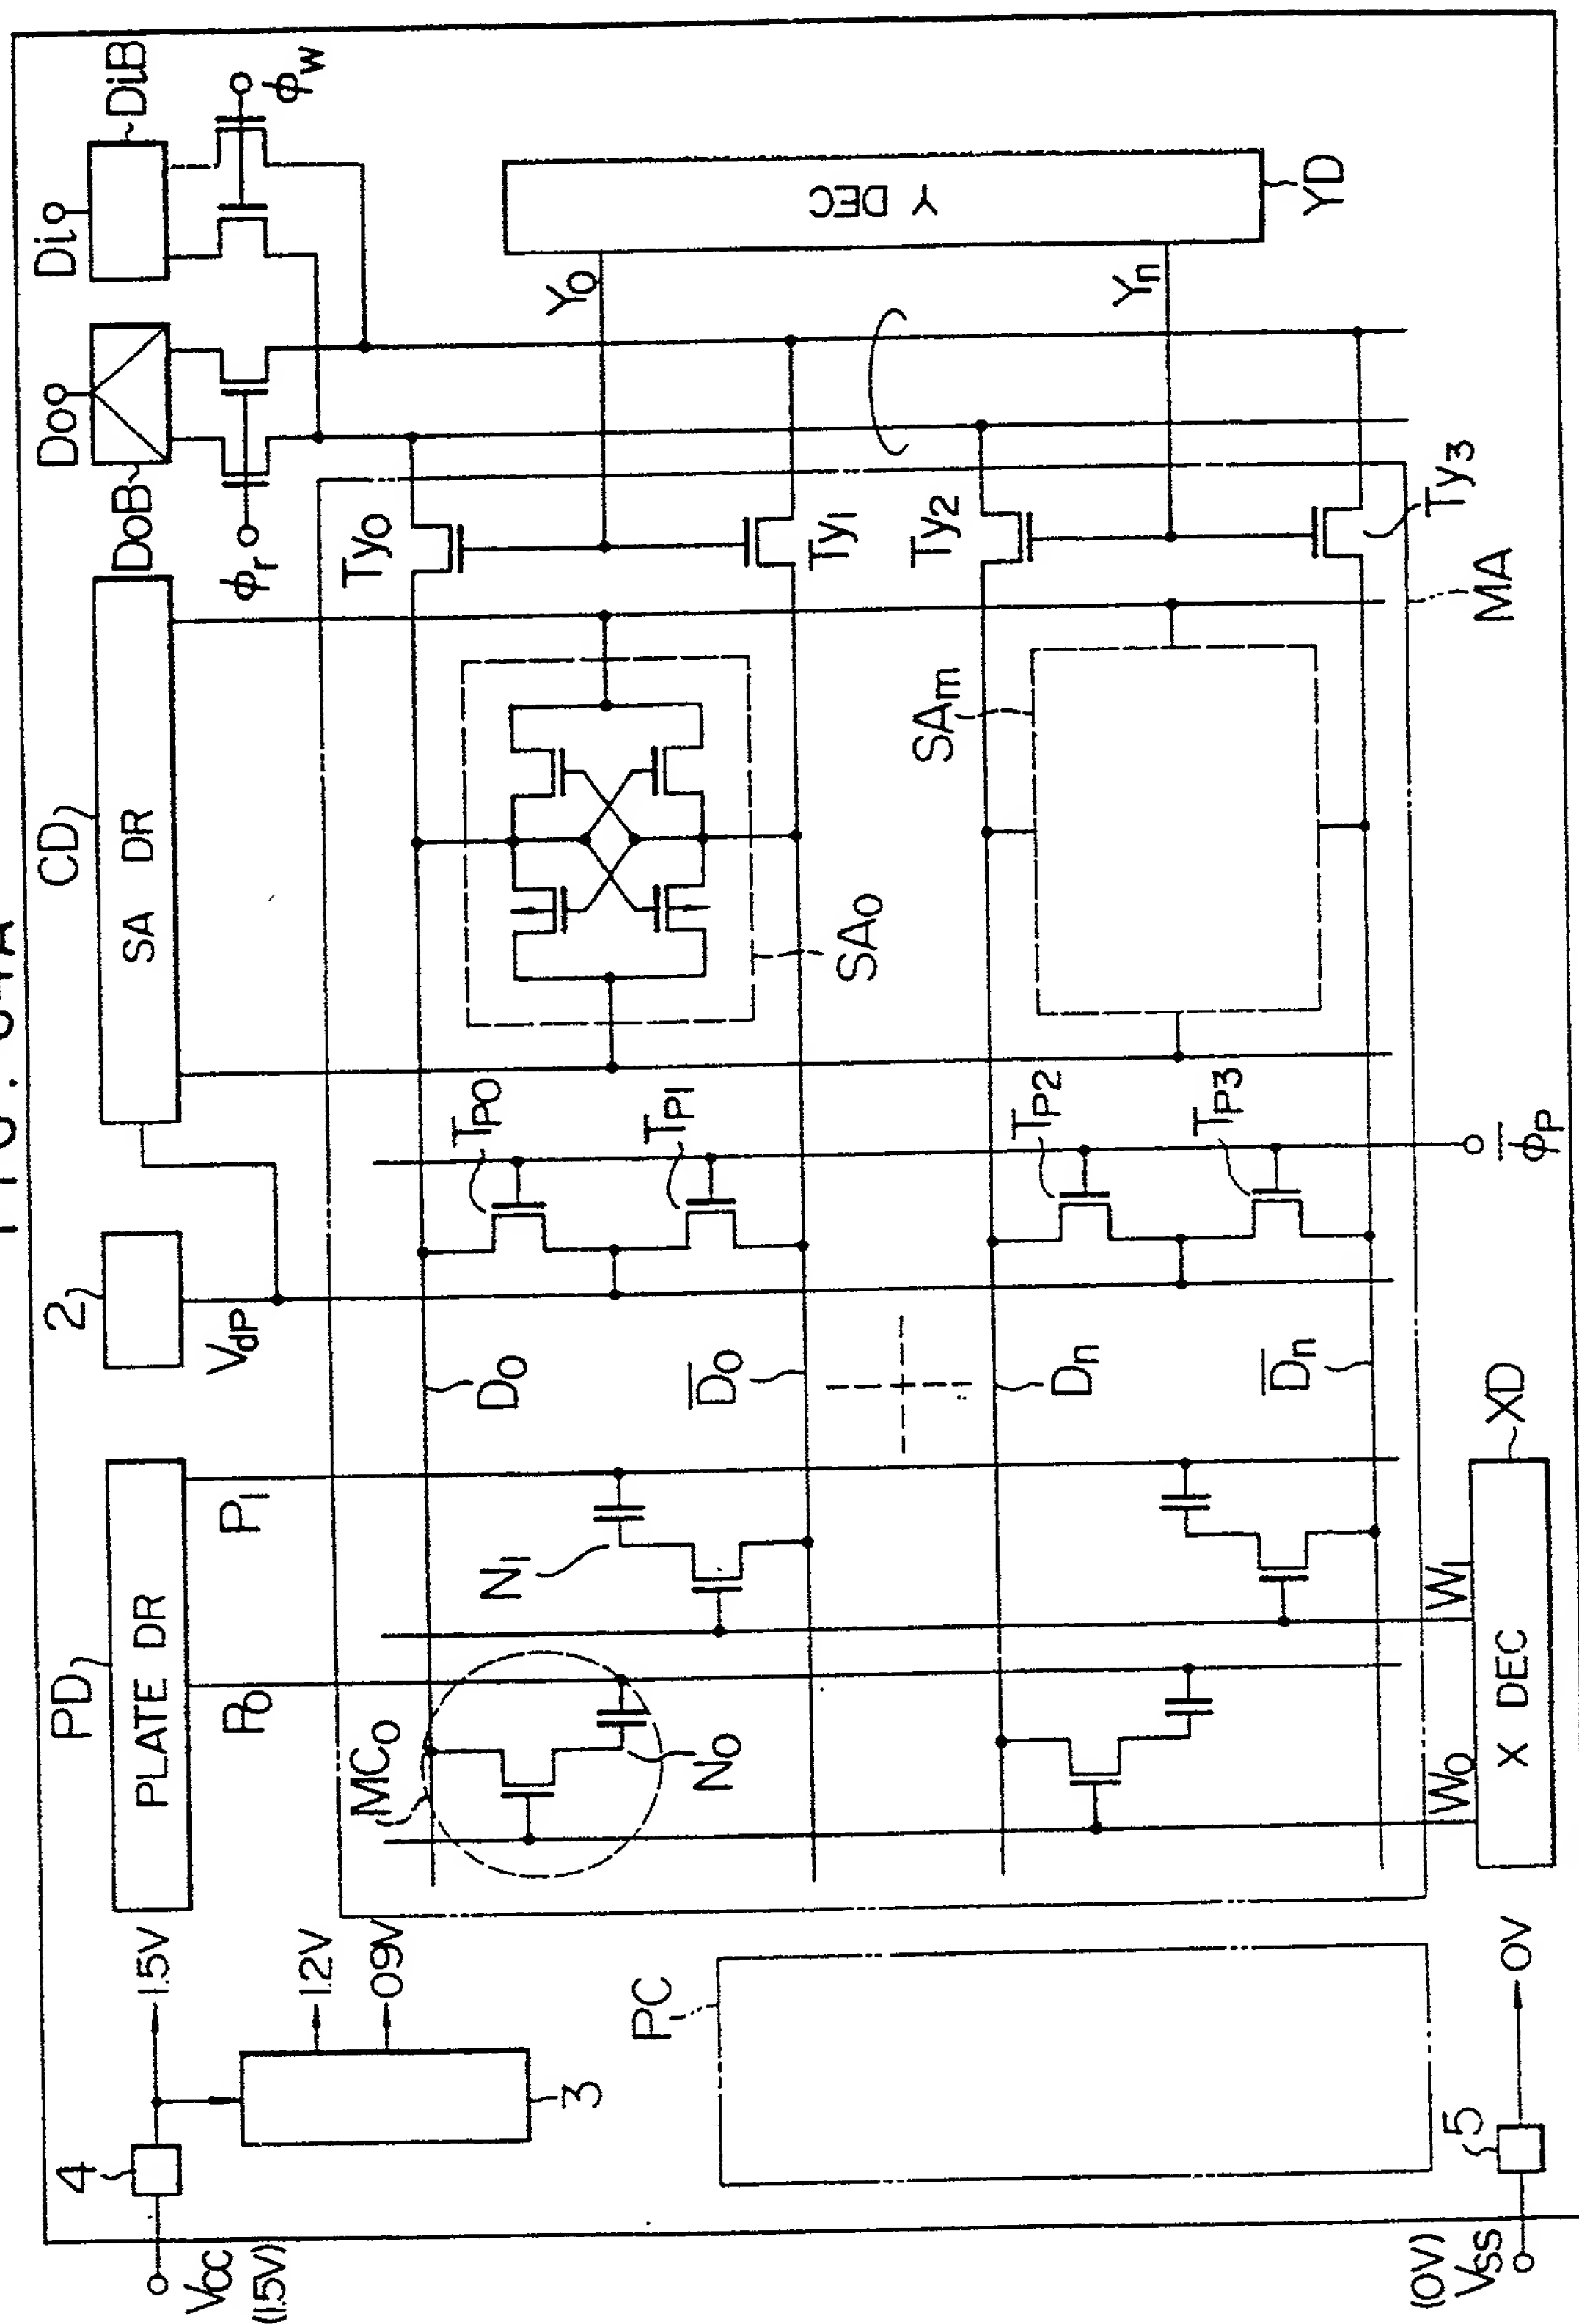 CD
2
PD
4
SA DR
PLATE DR
Do
Di
DoB
DiB
ϕr
ϕw
VdP
P1
P0
1.5V
1.2V
0.9V
3
VCC
(1.5V)
MC0
N0
N1
TP0
TP1
Ty0
Ty1
Y0
Y DEC
YD
Yn
SA0
SAm
D0
D0
Dn
Dn
TP2
TP3
Ty2
Ty3
MA
ϕP
PC
W0
W1
X DEC
XD
5
0V
(0V)
VSS